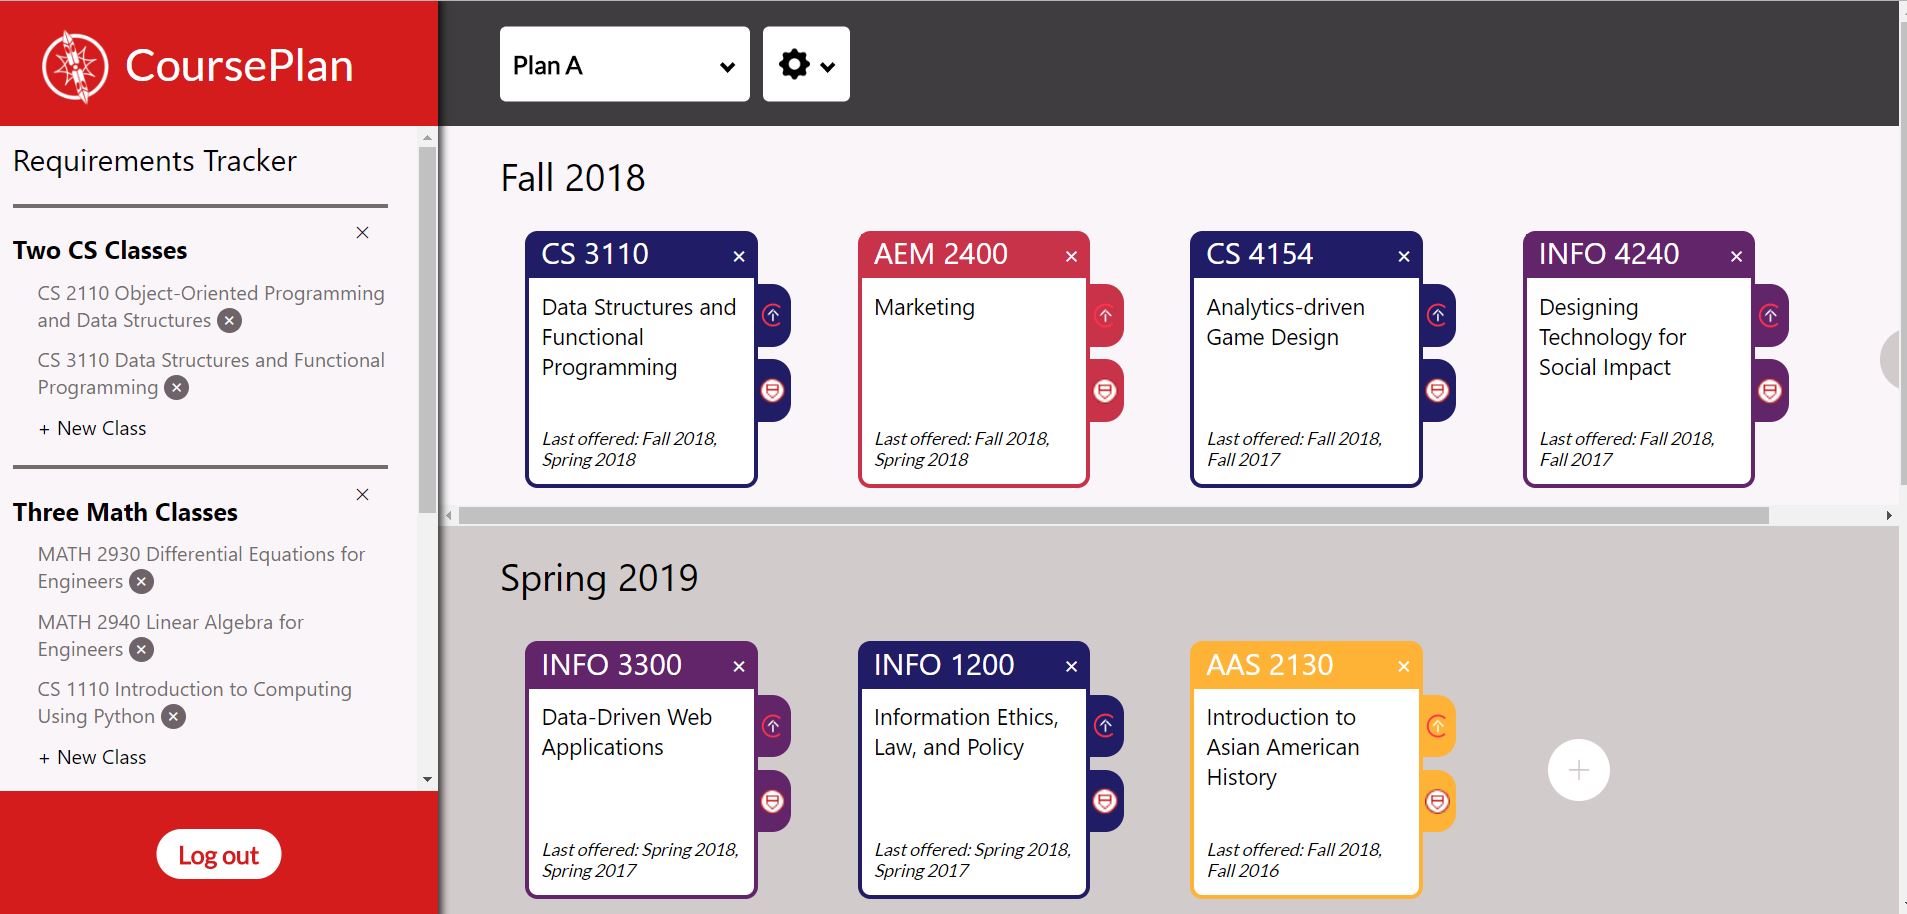 CoursePlan
Plan A
Requirements Tracker
Two CS Classes
CS 2110 Object-Oriented Programming
and Data Structures
CS 3110 Data Structures and Functional
Programming
+ New Class
Three Math Classes
MATH 2930 Differential Equations for
Engineers
MATH 2940 Linear Algebra for
Engineers
CS 1110 Introduction to Computing
Using Python
+ New Class
Log out
Fall 2018
CS 3110
Data Structures and
Functional
Programming
Last offered: Fall 2018,
Spring 2018
AEM 2400
Marketing
Last offered: Fall 2018,
Spring 2018
CS 4154
Analytics-driven
Game Design
Last offered: Fall 2018,
Fall 2017
INFO 4240
Designing
Technology for
Social Impact
Last offered: Fall 2018,
Fall 2017
Spring 2019
INFO 3300
Data-Driven Web
Applications
Last offered: Spring 2018,
Spring 2017
INFO 1200
Information Ethics,
Law, and Policy
Last offered: Spring 2018,
Spring 2017
AAS 2130
Introduction to
Asian American
History
Last offered: Fall 2018,
Fall 2016